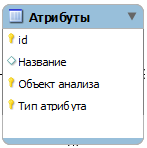 Атрибуты
id
Название
Объект анализа
Тип атрибута